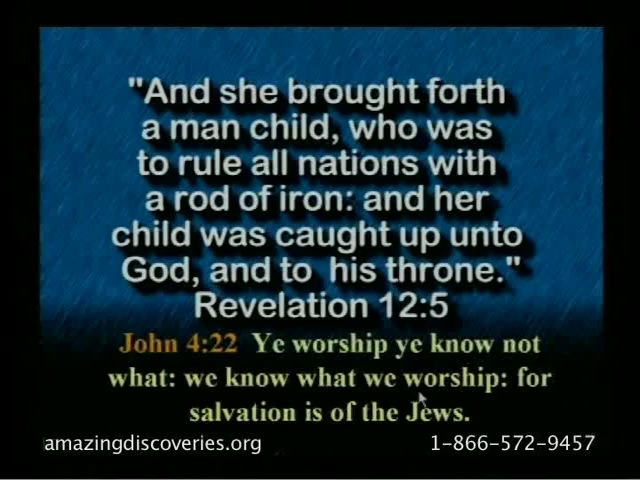 "And she brought forth
a man child, who was
to rule all nations with
a rod of iron: and her
child was caught up unto
God, and to his throne."
Revelation 12:5
John 4:22 Ye worship ye know not
what: we know what we worship: for
salvation is of the Jews.
amazingdiscoveries.org 1-866-572-9457